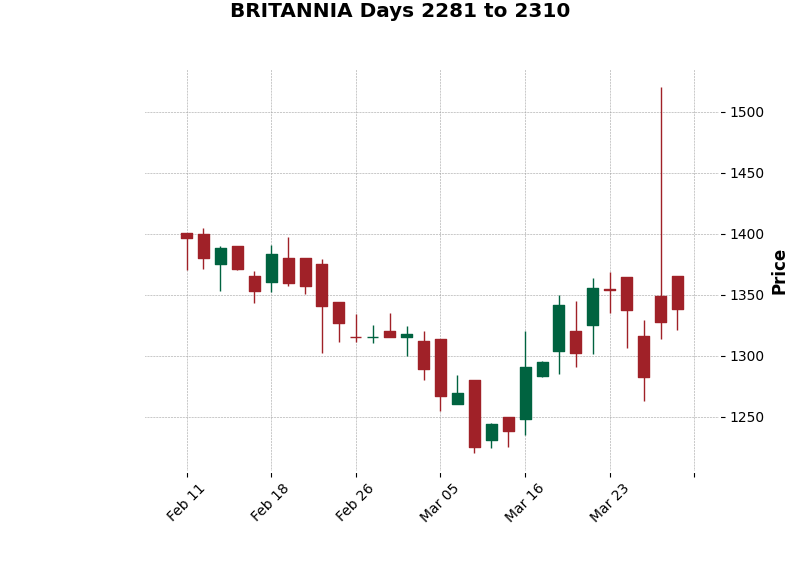 BRITANNIA Days 2281 to 2310
1500
1450
1400
1350
1300
1250
Price
Feb 11
Feb 18
Feb 26
Mar 05
Mar 16
Mar 23